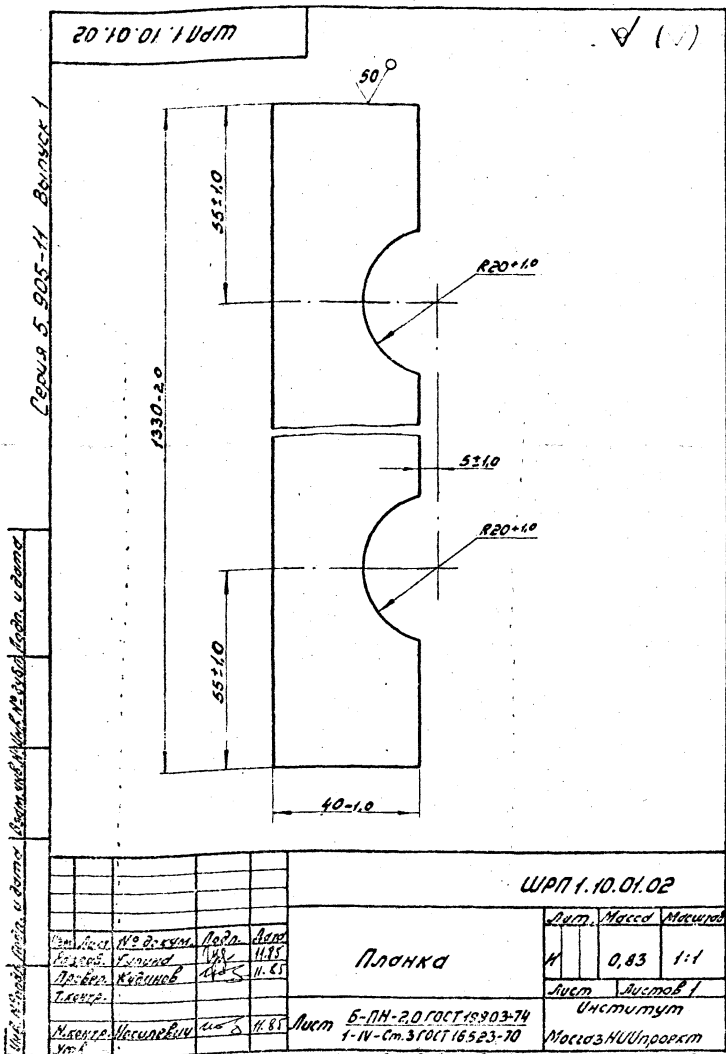 ШРП 1.10.01.02
Серия 5.905-11 Выпуск 1
50
55±1,0
R20+1,0
1330-2,0
5±1,0
R20+1,0
55±1,0
40-1,0
ШРП 1.10.01.02
Лит. Масса Масштаб
Планка
И 0,83 1:1
Лист Листов 1
Изм. Лист № докум. Подп. Дата
Разраб. 11.85
Провер. Кудинов 11.85
Т.контр.
Н.контр. 11.85
Утв.
Лист Б-ПН-2,0 ГОСТ 19903-74
1-IV-Ст.3 ГОСТ 16523-70
Институт
МосгазНИИпроект
Инв. № подл. Подп. и дата Взам. инв. № Инв. № дубл. Подп. и дата